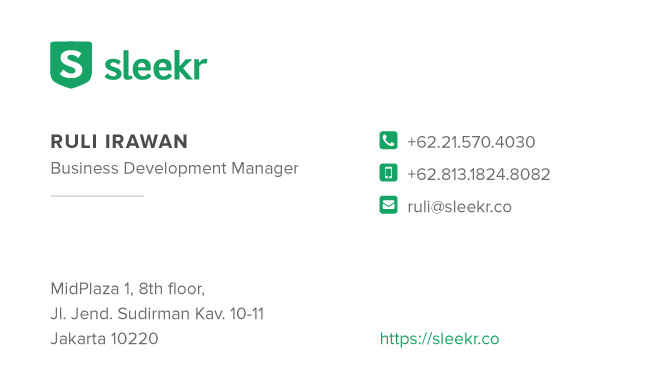 S sleekr
RULI IRAWAN
Business Development Manager
+62.21.570.4030
+62.813.1824.8082
ruli@sleekr.co
MidPlaza 1, 8th floor,
Jl. Jend. Sudirman Kav. 10-11
Jakarta 10220
https://sleekr.co